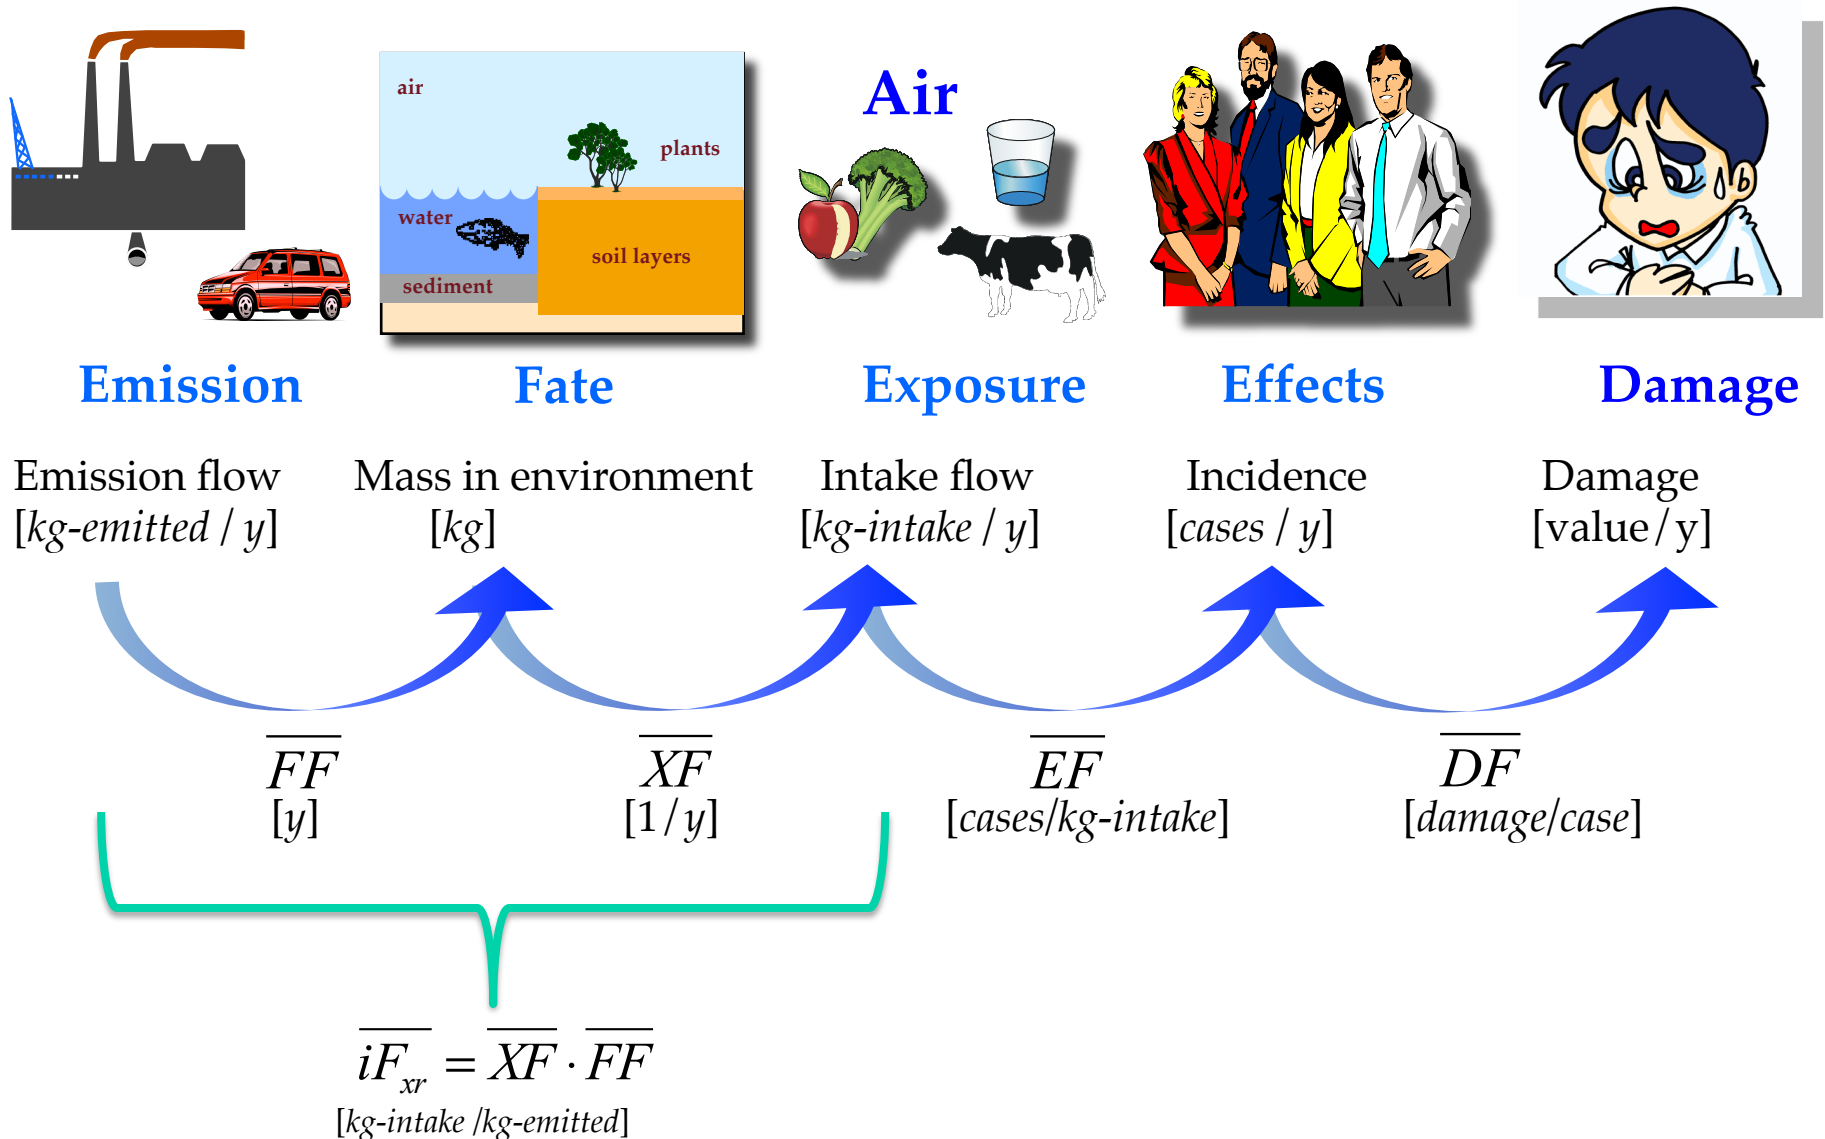 air
plants
water
soil layers
sediment
Air
Emission
Fate
Exposure
Effects
Damage
Emission flow
[kg-emitted / y]
Mass in environment
[kg]
Intake flow
[kg-intake / y]
Incidence
[cases / y]
Damage
[value/y]
FF
[y]
XF
[1/y]
EF
[cases/kg-intake]
DF
[damage/case]
iF_xr = XF · FF
[kg-intake /kg-emitted]